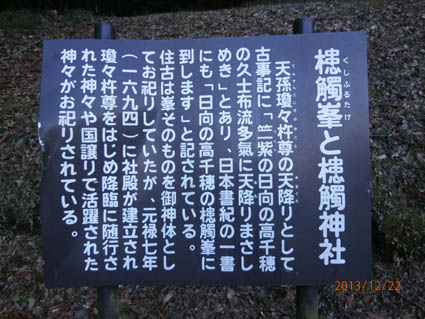 槵觸峯と槵觸神社
くしふるたけ
天孫瓊々杵尊の天降りとして
古事記に「竺紫の日向の高千穂
の久士布流多氣に天降りまさし
めき」とあり、日本書紀の一書
にも「日向の高千穂の槵觸峯に
到します」と記されている。
住古は峯そのものを御神体とし
てお祀りしていたが、元禄七年
（一六九四）に社殿が建立され
瓊々杵尊をはじめ降臨に随行さ
れた神々や国譲りで活躍された
神々がお祀りされている。
2013/12/22